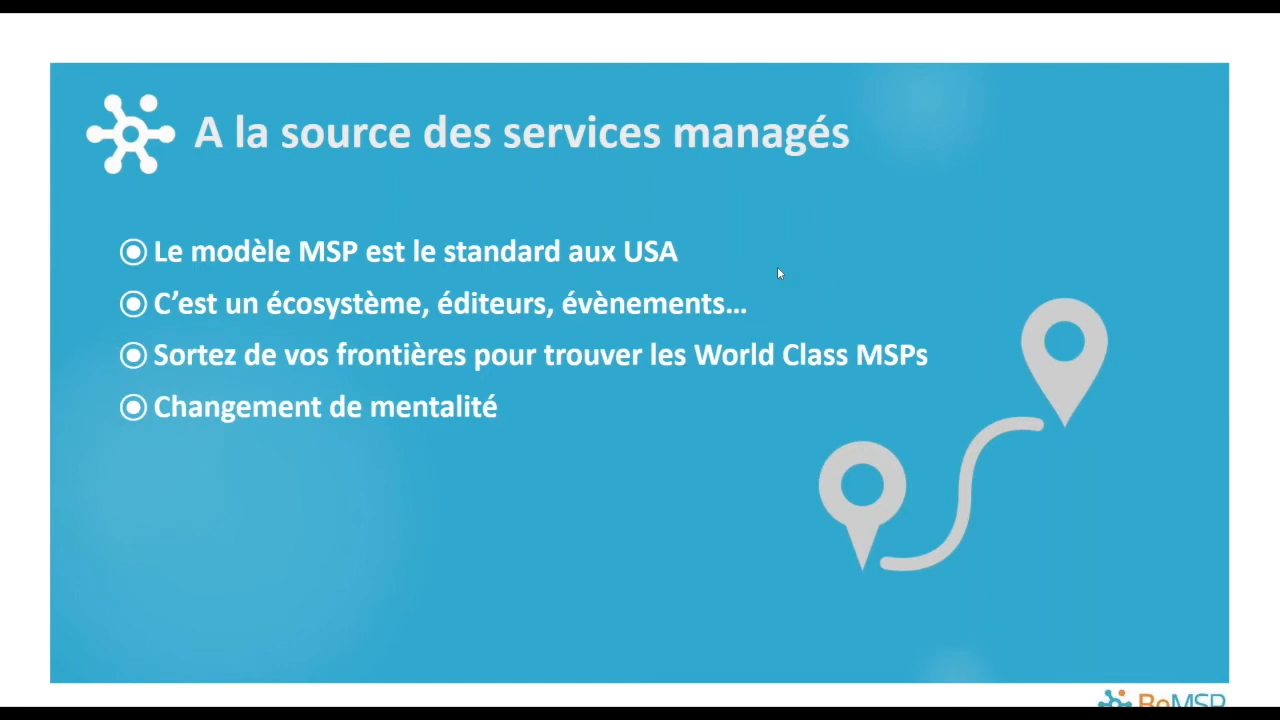 A la source des services managés
Le modèle MSP est le standard aux USA
C’est un écosystème, éditeurs, évènements…
Sortez de vos frontières pour trouver les World Class MSPs
Changement de mentalité
BeMSP